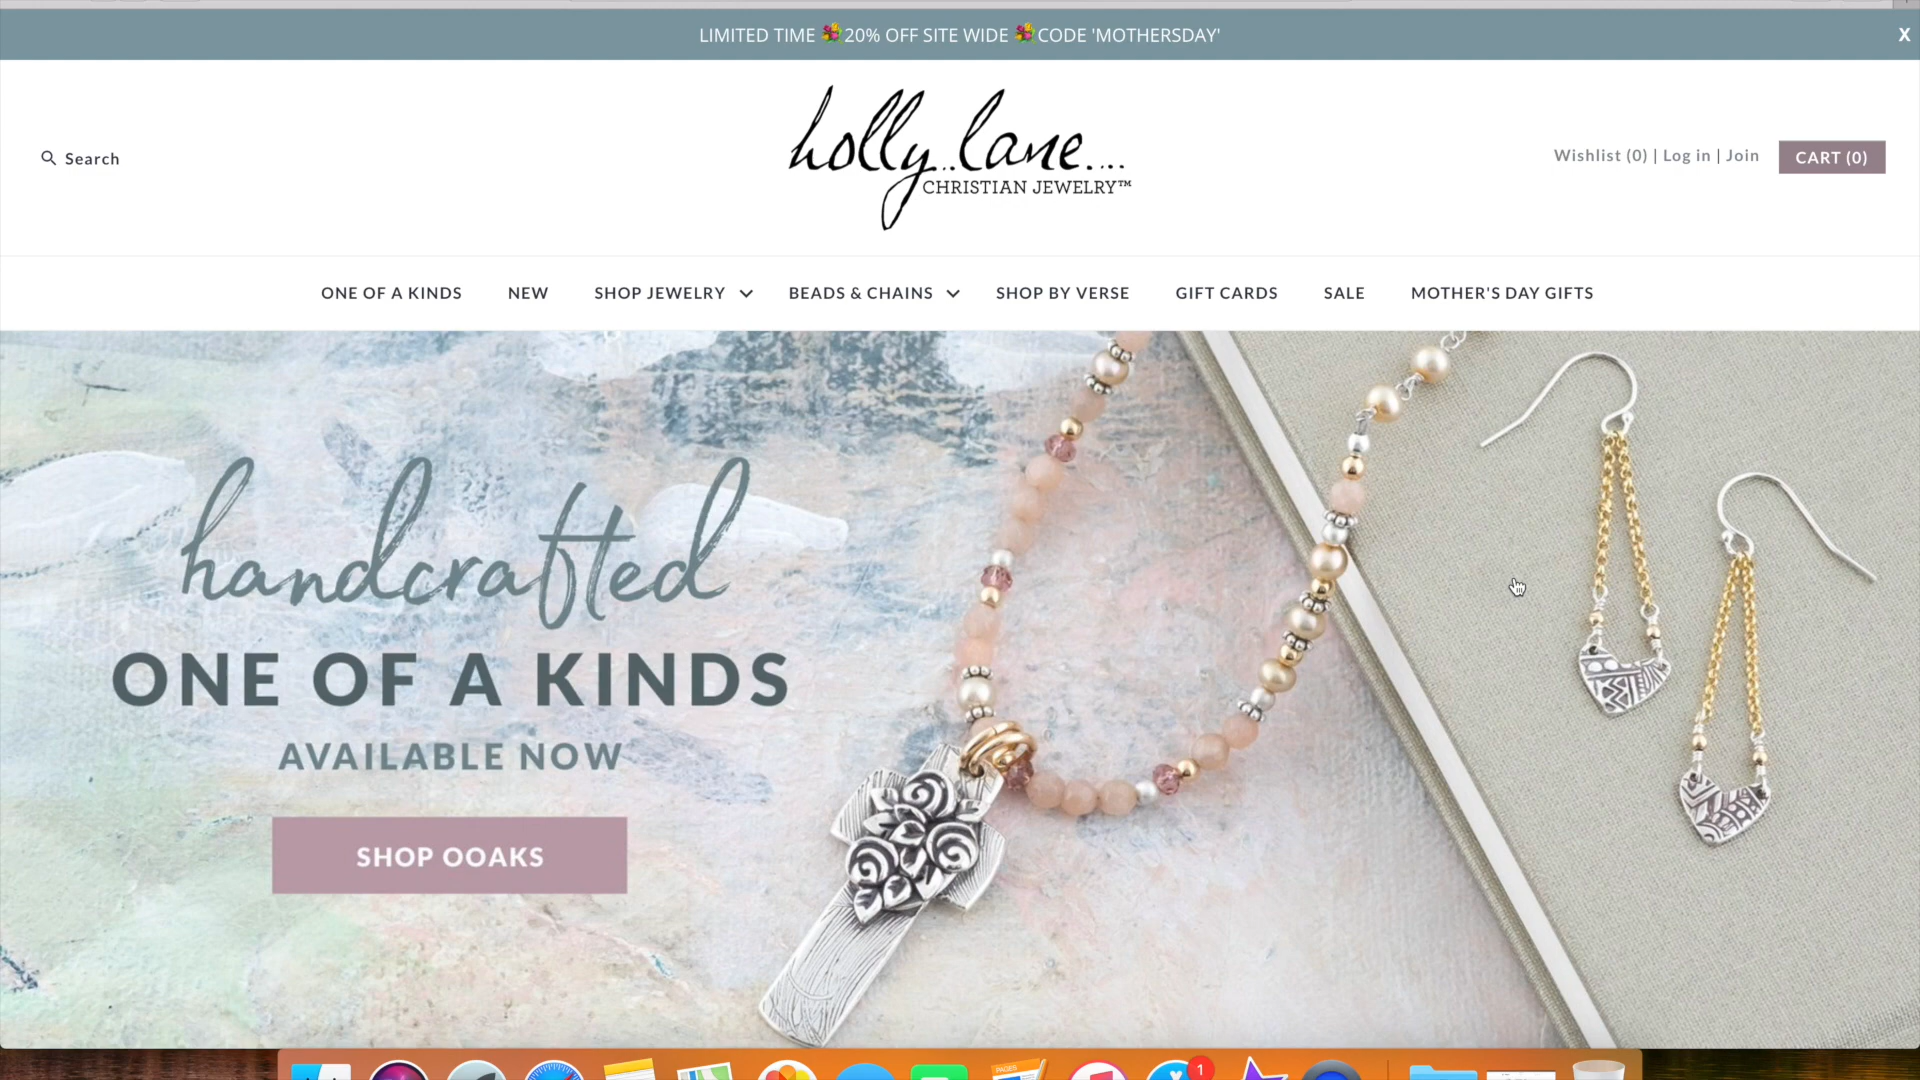 LIMITED TIME 💐20% OFF SITE WIDE 💐CODE 'MOTHERSDAY'
X
Search
holly...lane....
CHRISTIAN JEWELRY™
Wishlist (0) | Log in | Join
CART (0)
ONE OF A KINDS NEW SHOP JEWELRY BEADS & CHAINS SHOP BY VERSE GIFT CARDS SALE MOTHER'S DAY GIFTS
handcrafted
ONE OF A KINDS
AVAILABLE NOW
SHOP OOAKS
PAGES
1